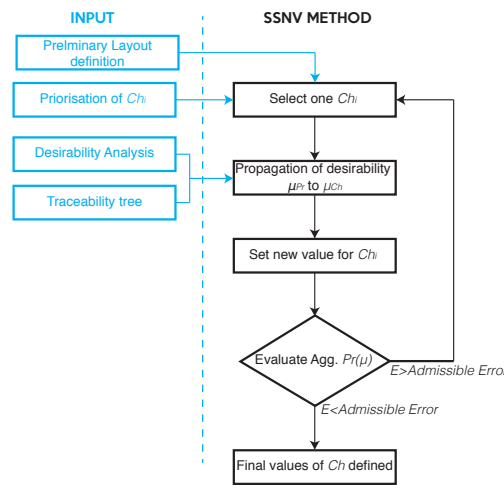 INPUT
SSNV METHOD
Prelminary Layout
definition
Priorisation of Chi
Select one Chi
Desirability Analysis
Traceability tree
Propagation of desirability
μPr to μCh
Set new value for Chi
Evaluate Agg. Pr(μ)
E>Admissible Error
E<Admissible Error
Final values of Ch defined